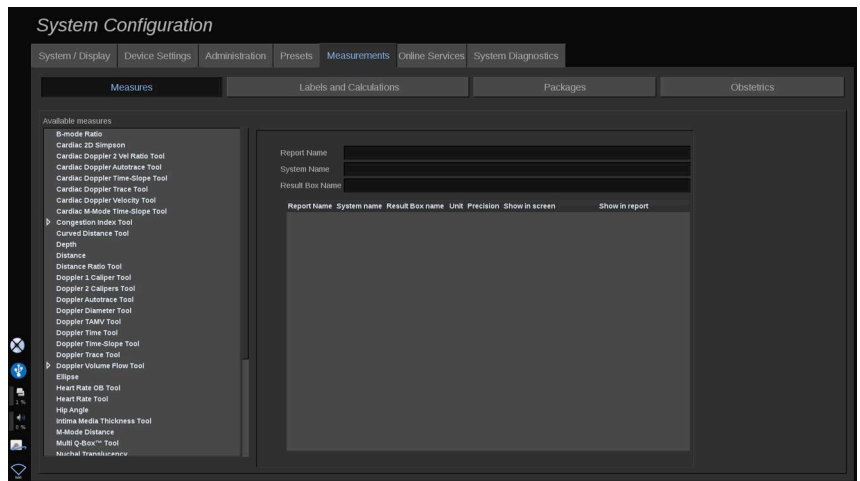 System Configuration
System / Display Device Settings Administration Presets Measurements Online Services System Diagnostics
Measures Labels and Calculations Packages Obstetrics
Available measures
B-mode Ratio
Cardiac 2D Simpson
Cardiac Doppler 2 Vel Ratio Tool
Cardiac Doppler Autotrace Tool
Cardiac Doppler Time-Slope Tool
Cardiac Doppler Trace Tool
Cardiac Doppler Velocity Tool
Cardiac M-Mode Time-Slope Tool
Congestion Index Tool
Curved Distance Tool
Depth
Distance
Distance Ratio Tool
Doppler 1 Caliper Tool
Doppler 2 Calipers Tool
Doppler Autotrace Tool
Doppler Diameter Tool
Doppler TAMV Tool
Doppler Time Tool
Doppler Time-Slope Tool
Doppler Trace Tool
Doppler Volume Flow Tool
Ellipse
Heart Rate OB Tool
Heart Rate Tool
Hip Angle
Intima Media Thickness Tool
M-Mode Distance
Multi Q-Box™ Tool
Nuchal Translucency
Report Name
System Name
Result Box Name
Report Name System name Result Box name Unit Precision Show in screen Show in report
1 %
0 %